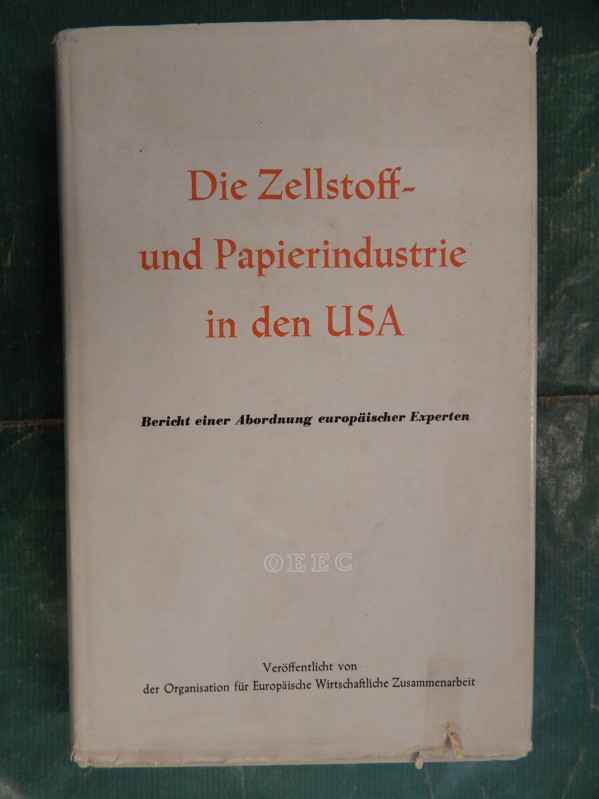 Die Zellstoff-
und Papierindustrie
in den USA
Bericht einer Abordnung europäischer Experten
OEEC
Veröffentlicht von
der Organisation für Europäische Wirtschaftliche Zusammenarbeit